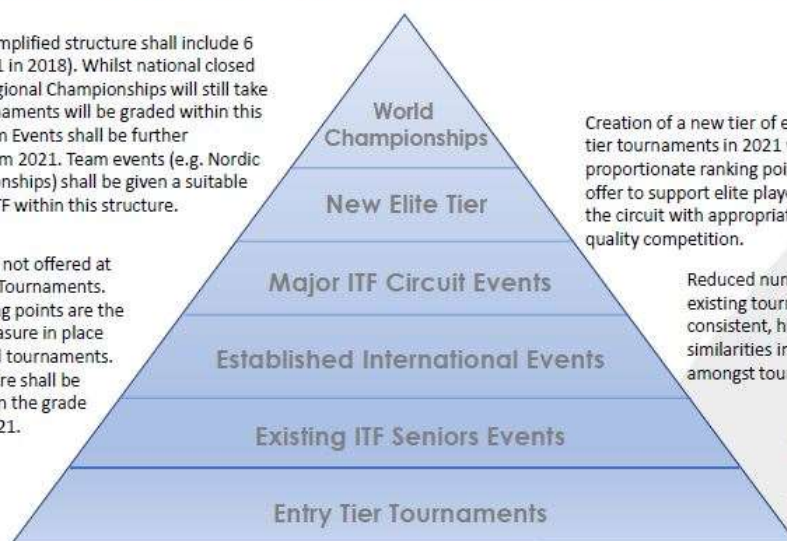 mplified structure shall include 6
1 in 2018). Whilst national closed
gional Championships will still take
naments will be graded within this
m Events shall be further
m 2021. Team events (e.g. Nordic
nships) shall be given a suitable
TF within this structure.
not offered at
Tournaments.
g points are the
asure in place
l tournaments.
re shall be
n the grade
21.
World
Championships
New Elite Tier
Major ITF Circuit Events
Established International Events
Existing ITF Seniors Events
Entry Tier Tournaments
Creation of a new tier of e
tier tournaments in 2021
proportionate ranking poi
offer to support elite playe
the circuit with appropriat
quality competition.
Reduced nur
existing tourn
consistent, h
similarities in
amongst tou